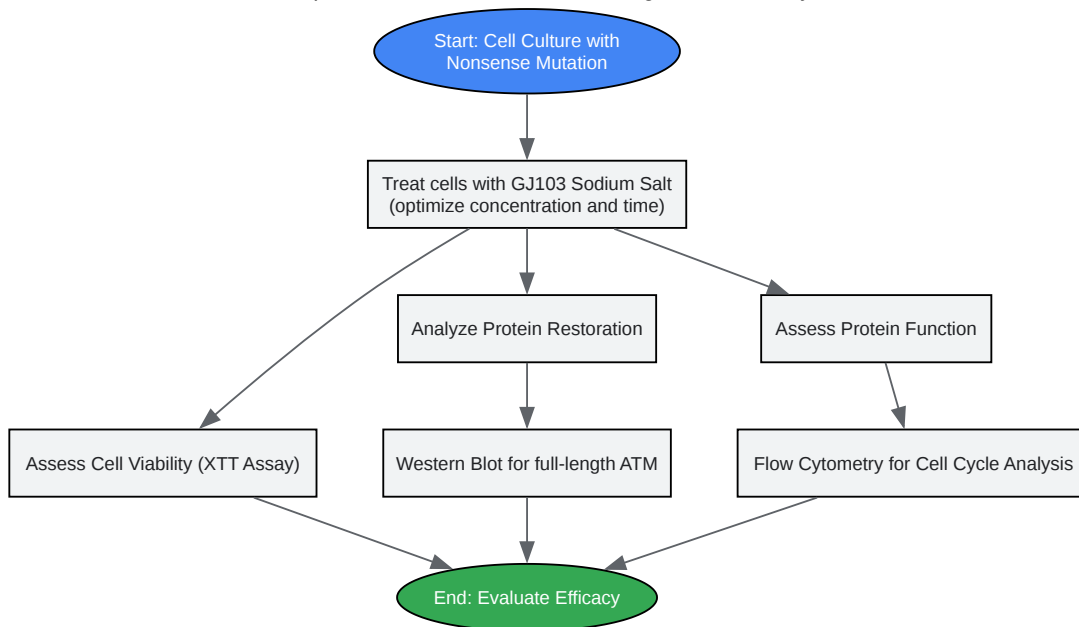 Start: Cell Culture with
Nonsense Mutation
Treat cells with GJ103 Sodium Salt
(optimize concentration and time)
Analyze Protein Restoration
Assess Protein Function
Assess Cell Viability (XTT Assay)
Western Blot for full-length ATM
Flow Cytometry for Cell Cycle Analysis
End: Evaluate Efficacy